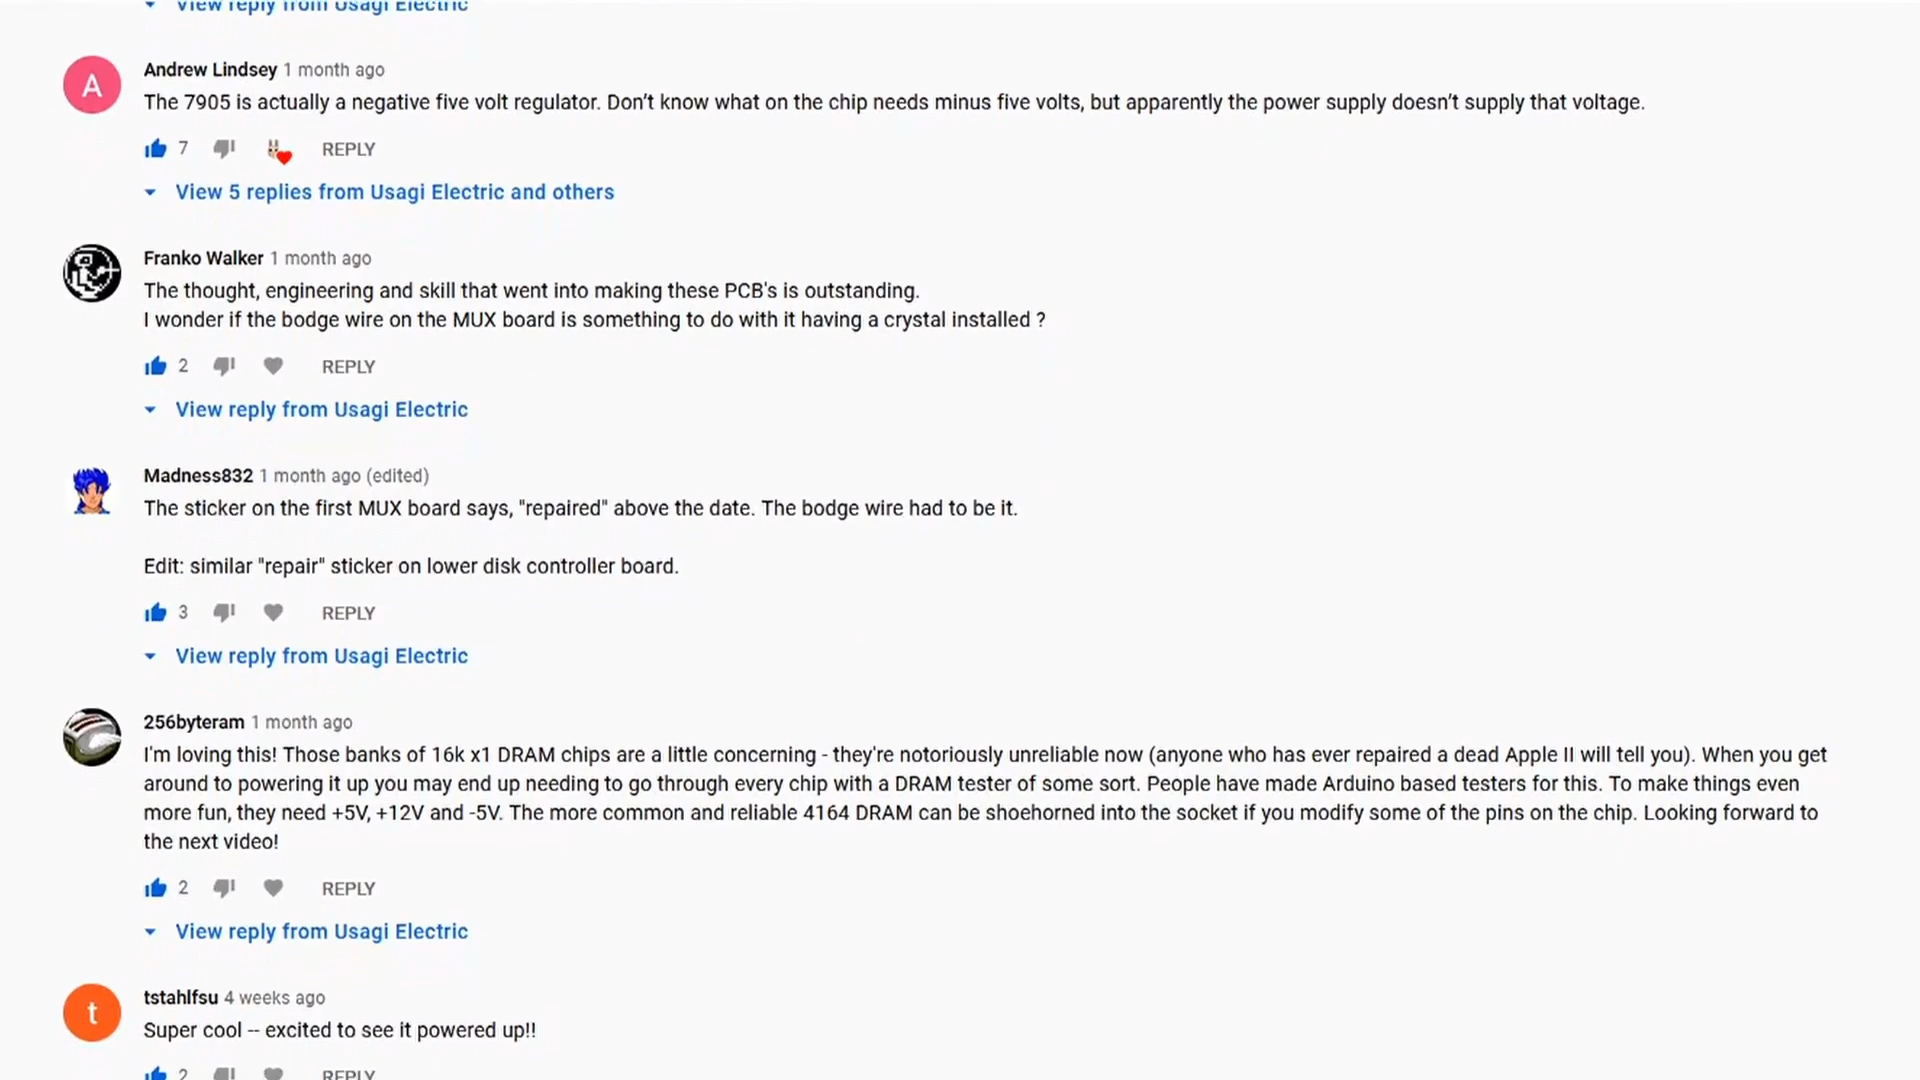 View reply from Usagi Electric
A
Andrew Lindsey 1 month ago
The 7905 is actually a negative five volt regulator. Don’t know what on the chip needs minus five volts, but apparently the power supply doesn’t supply that voltage.
7 REPLY
View 5 replies from Usagi Electric and others
Franko Walker 1 month ago
The thought, engineering and skill that went into making these PCB's is outstanding.
I wonder if the bodge wire on the MUX board is something to do with it having a crystal installed ?
2 REPLY
View reply from Usagi Electric
Madness832 1 month ago (edited)
The sticker on the first MUX board says, "repaired" above the date. The bodge wire had to be it.
Edit: similar "repair" sticker on lower disk controller board.
3 REPLY
View reply from Usagi Electric
256byteram 1 month ago
I'm loving this! Those banks of 16k x1 DRAM chips are a little concerning - they're notoriously unreliable now (anyone who has ever repaired a dead Apple II will tell you). When you get
around to powering it up you may end up needing to go through every chip with a DRAM tester of some sort. People have made Arduino based testers for this. To make things even
more fun, they need +5V, +12V and -5V. The more common and reliable 4164 DRAM can be shoehorned into the socket if you modify some of the pins on the chip. Looking forward to
the next video!
2 REPLY
View reply from Usagi Electric
t
tstahlfsu 4 weeks ago
Super cool -- excited to see it powered up!!
2 REPLY